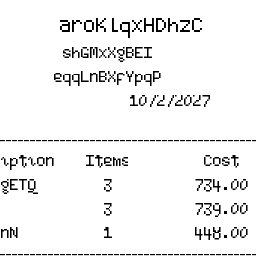 aroKlqxHDhzC
shGMxXgBEI
eqqLnBXfYpqP
10/2/2027
iption Items Cost
gETQ 3 734.00
3 739.00
nN 1 448.00